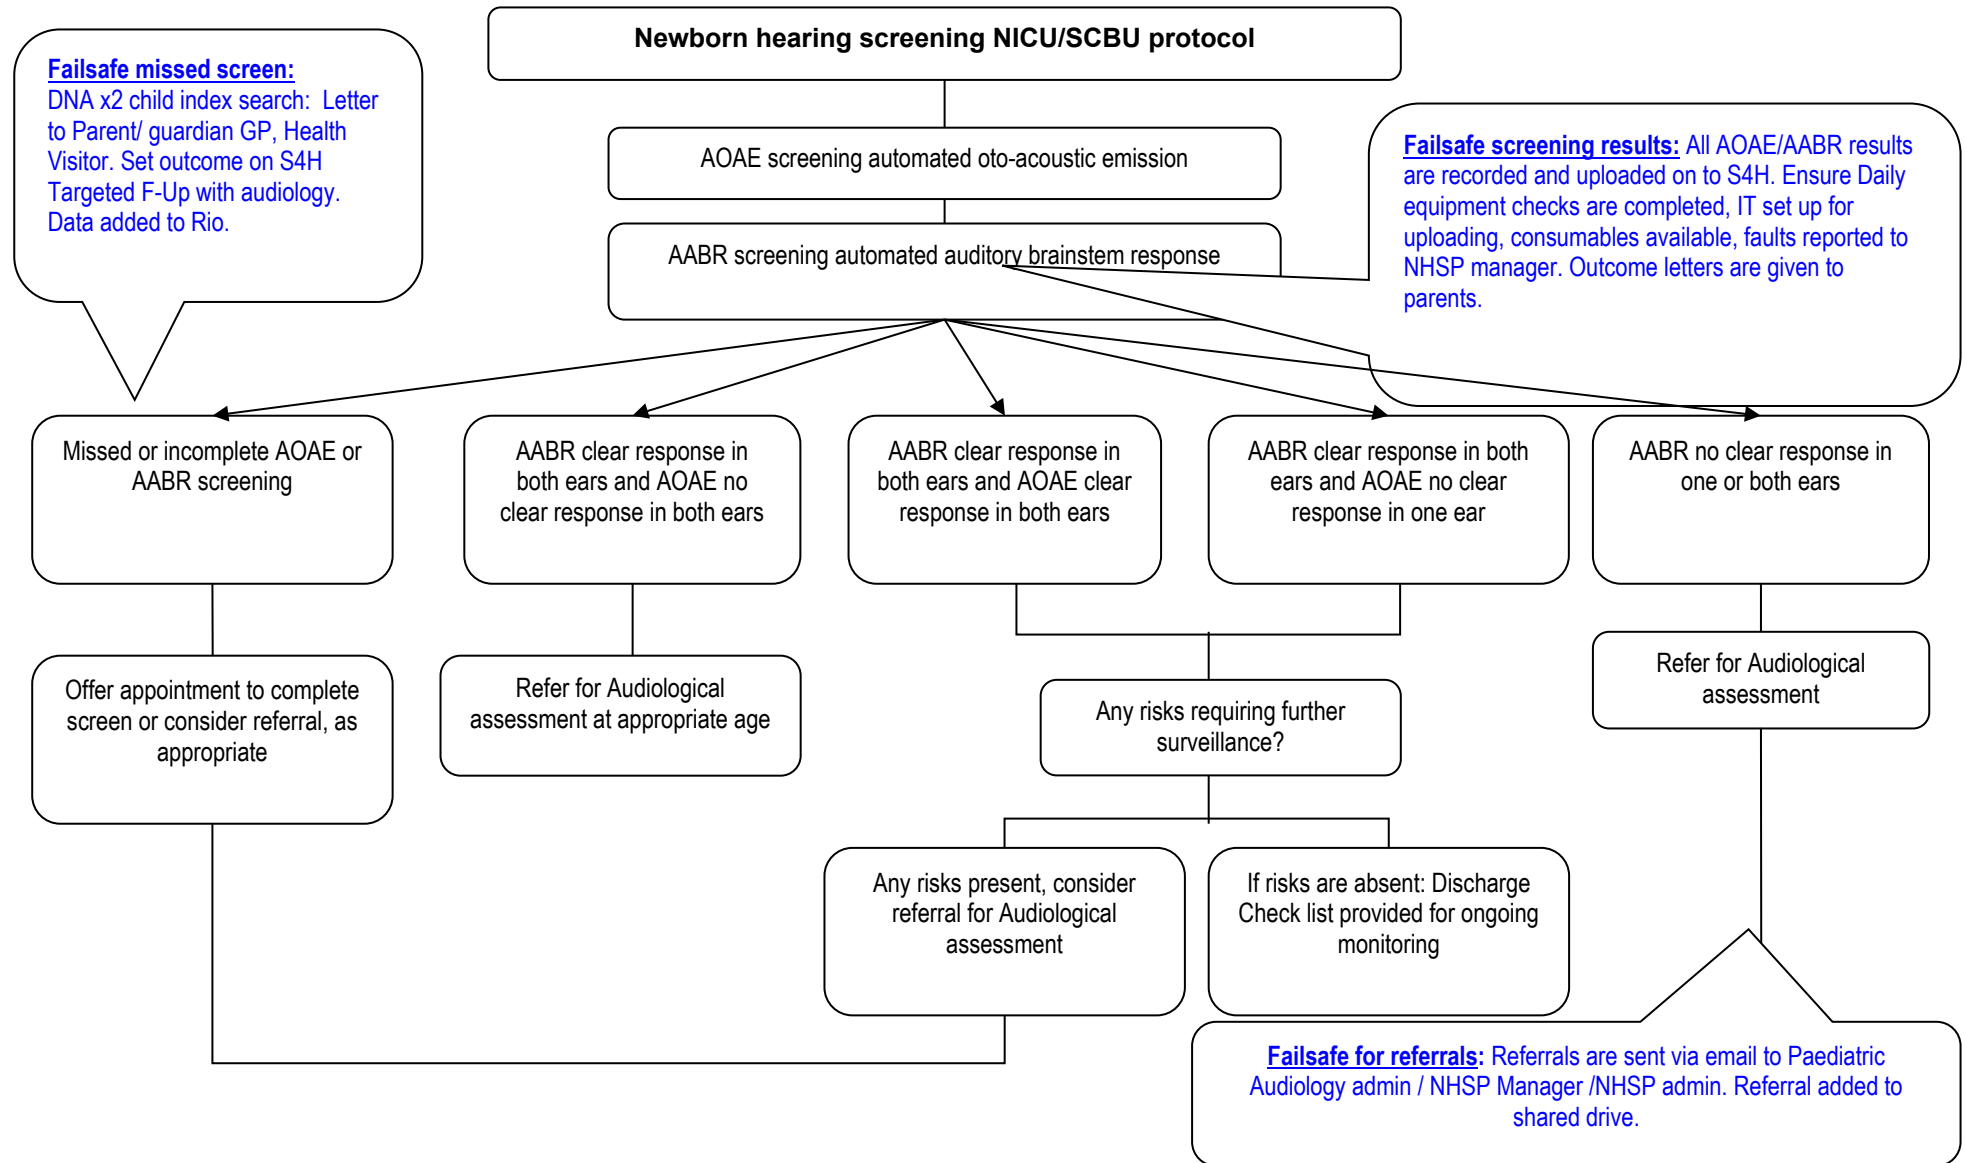 Newborn hearing screening NICU/SCBU protocol
Failsafe missed screen:
DNA x2 child index search: Letter
to Parent/ guardian GP, Health
Visitor. Set outcome on S4H
Targeted F-Up with audiology.
Data added to Rio.
AOAE screening automated oto-acoustic emission
AABR screening automated auditory brainstem response
Failsafe screening results: All AOAE/AABR results
are recorded and uploaded on to S4H. Ensure Daily
equipment checks are completed, IT set up for
uploading, consumables available, faults reported to
NHSP manager. Outcome letters are given to
parents.
Missed or incomplete AOAE or
AABR screening
AABR clear response in
both ears and AOAE no
clear response in both ears
AABR clear response in
both ears and AOAE clear
response in both ears
AABR clear response in both
ears and AOAE no clear
response in one ear
AABR no clear response in
one or both ears
Offer appointment to complete
screen or consider referral, as
appropriate
Refer for Audiological
assessment at appropriate age
Any risks requiring further
surveillance?
Refer for Audiological
assessment
Any risks present, consider
referral for Audiological
assessment
If risks are absent: Discharge
Check list provided for ongoing
monitoring
Failsafe for referrals: Referrals are sent via email to Paediatric
Audiology admin / NHSP Manager /NHSP admin. Referral added to
shared drive.